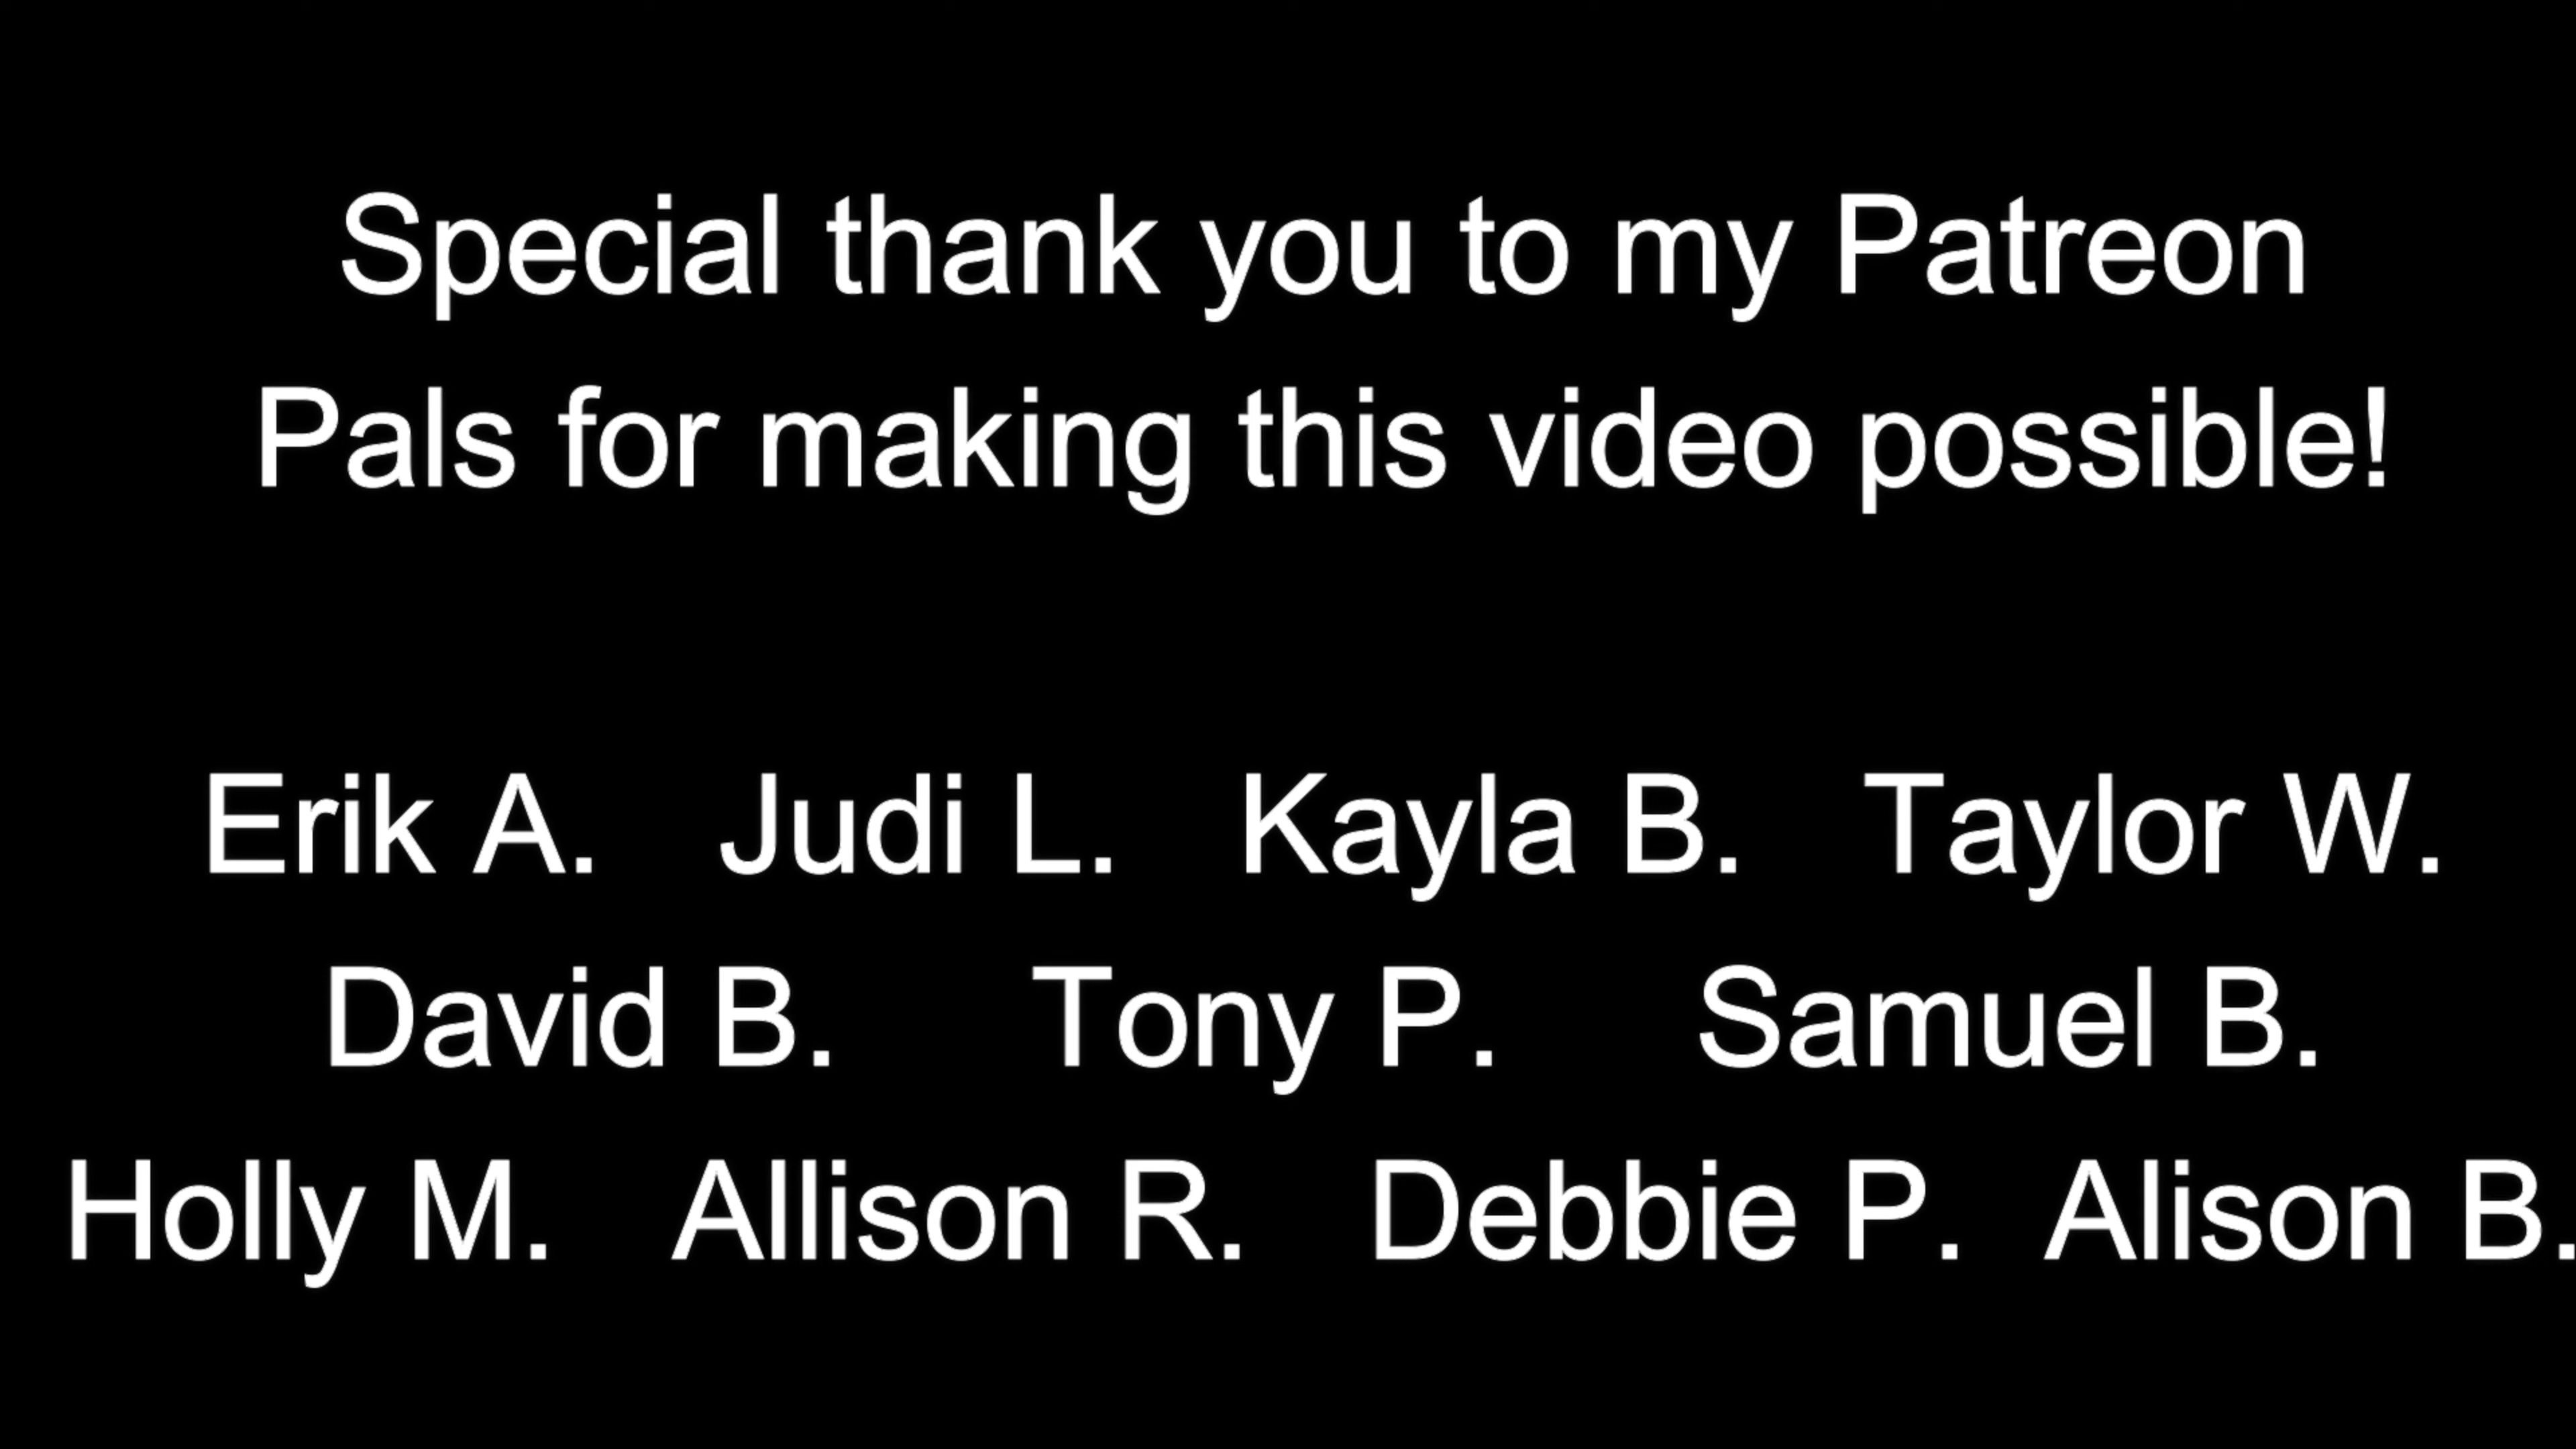 Special thank you to my Patreon
Pals for making this video possible!
Erik A. Judi L. Kayla B. Taylor W.
David B. Tony P. Samuel B.
Holly M. Allison R. Debbie P. Alison B.